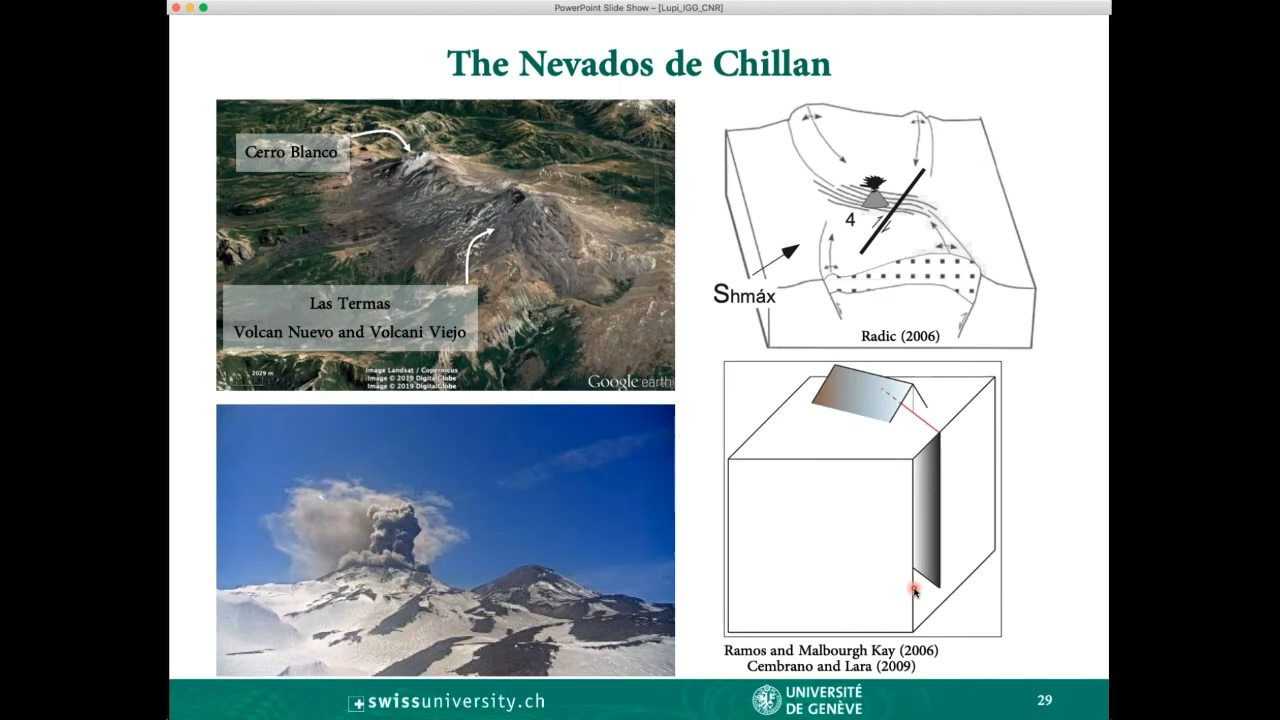 PowerPoint Slide Show – [Lupi_IGG_CNR]
The Nevados de Chillan
Cerro Blanco
Las Termas
Volcan Nuevo and Volcani Viejo
2029 m
Image Landsat / Copernicus
Image © 2019 DigitalGlobe
Image © 2019 DigitalGlobe
Google earth
4
Shmáx
Radic (2006)
Ramos and Malbourgh Kay (2006)
Cembrano and Lara (2009)
swissuniversity.ch
UNIVERSITÉ
DE GENÈVE
29